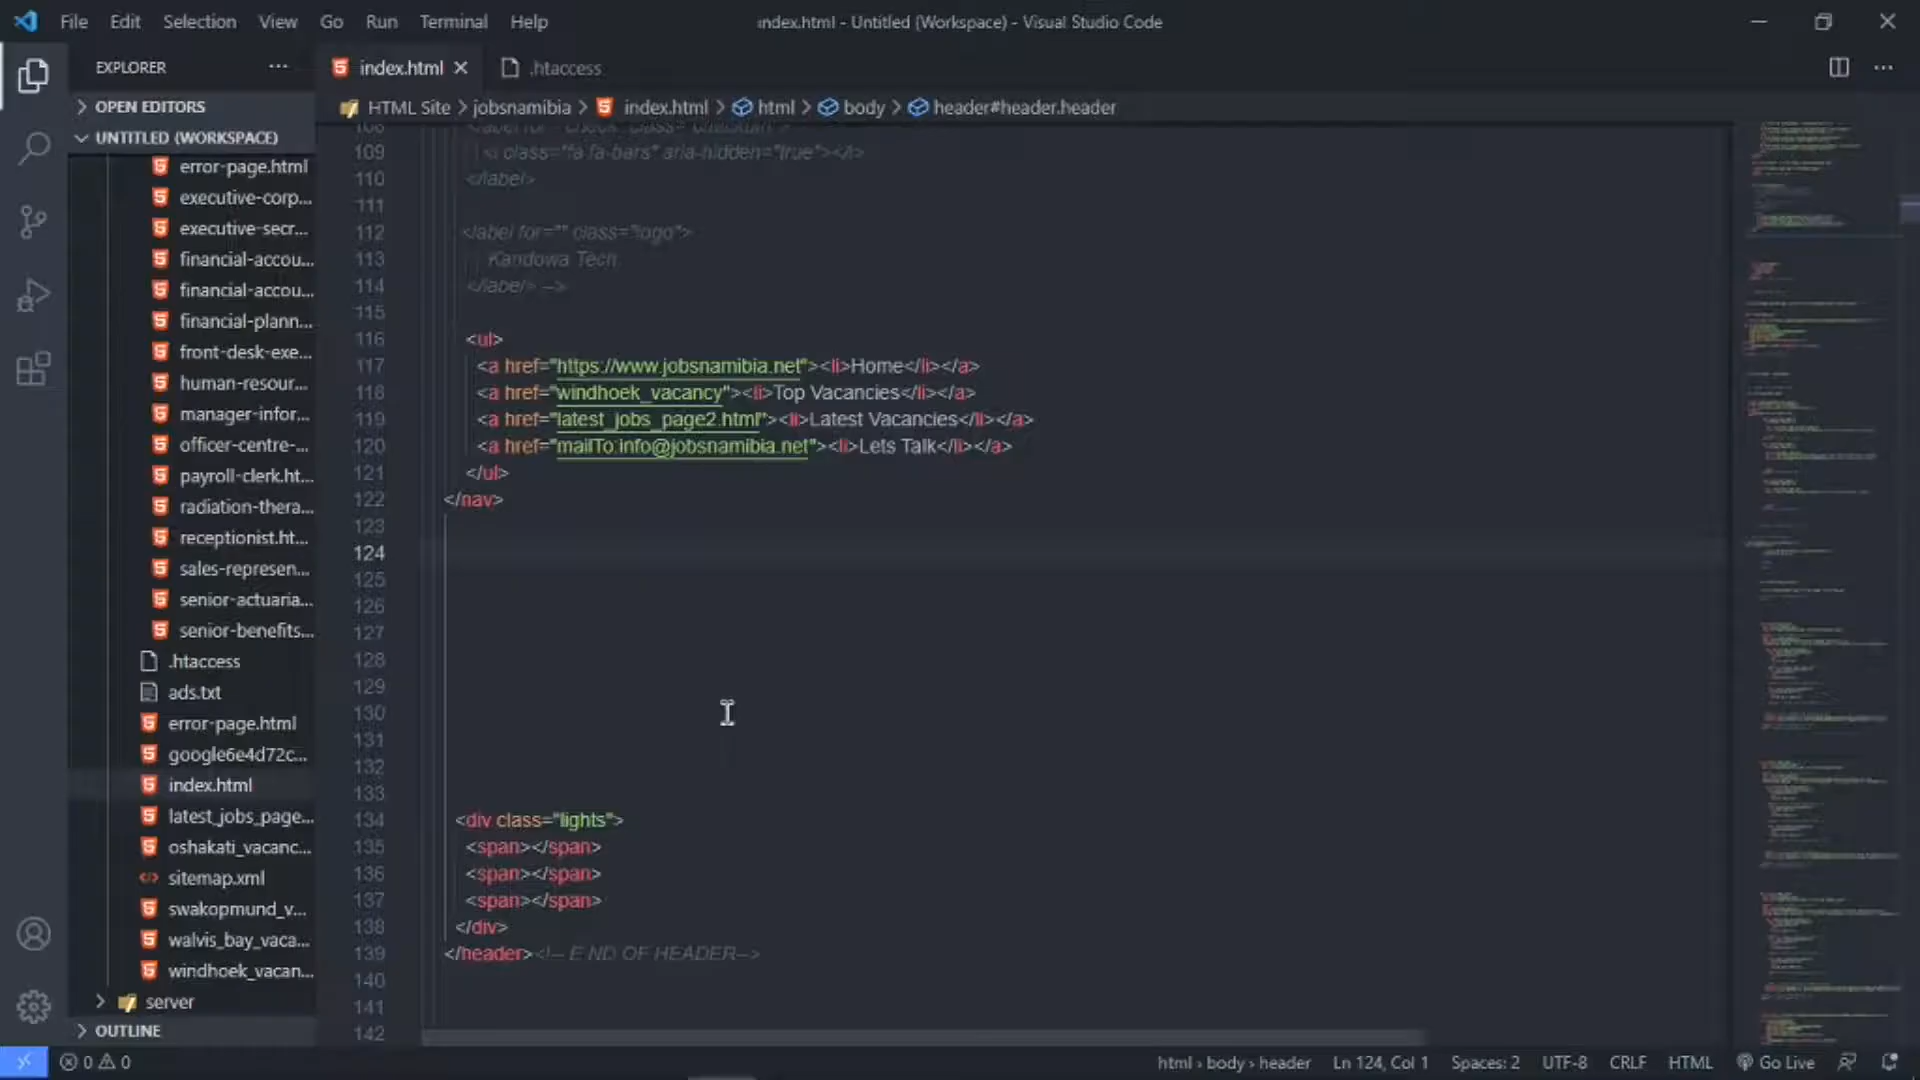 File Edit Selection View Go Run Terminal Help
index.html - Untitled (Workspace) - Visual Studio Code
EXPLORER
index.html
.htaccess
OPEN EDITORS
HTML Site > jobsnamibia > index.html > html > body > header#header.header
UNTITLED (WORKSPACE)
error-page.html
executive-corp...
executive-secr...
financial-accou...
financial-accou...
financial-plann...
front-desk-exe...
human-resour...
manager-infor...
officer-centre-...
payroll-clerk.ht...
radiation-thera...
receptionist.ht...
sales-represen...
senior-actuaria...
senior-benefits...
.htaccess
ads.txt
error-page.html
google6e4d72c...
index.html
latest_jobs_page...
oshakati_vacanc...
sitemap.xml
swakopmund_v...
walvis_bay_vaca...
windhoek_vacan...
server
OUTLINE
109 <i class="fa fa-bars" aria-hidden="true"></i>
110 </label>
111
112 <label for="" class="logo">
113 Kandowa Tech
114 </label> -->
115
116 <ul>
117 <a href="https://www.jobsnamibia.net"><li>Home</li></a>
118 <a href="windhoek_vacancy"><li>Top Vacancies</li></a>
119 <a href="latest_jobs_page2.html"><li>Latest Vacancies</li></a>
120 <a href="mailTo:info@jobsnamibia.net"><li>Lets Talk</li></a>
121 </ul>
122 </nav>
123
124
125
126
127
128
129
130
131
132
133
134 <div class="lights">
135 <span></span>
136 <span></span>
137 <span></span>
138 </div>
139 </header><!-- E ND OF HEADER-->
140
141
142
0 0
html > body > header Ln 124, Col 1 Spaces: 2 UTF-8 CRLF HTML Go Live